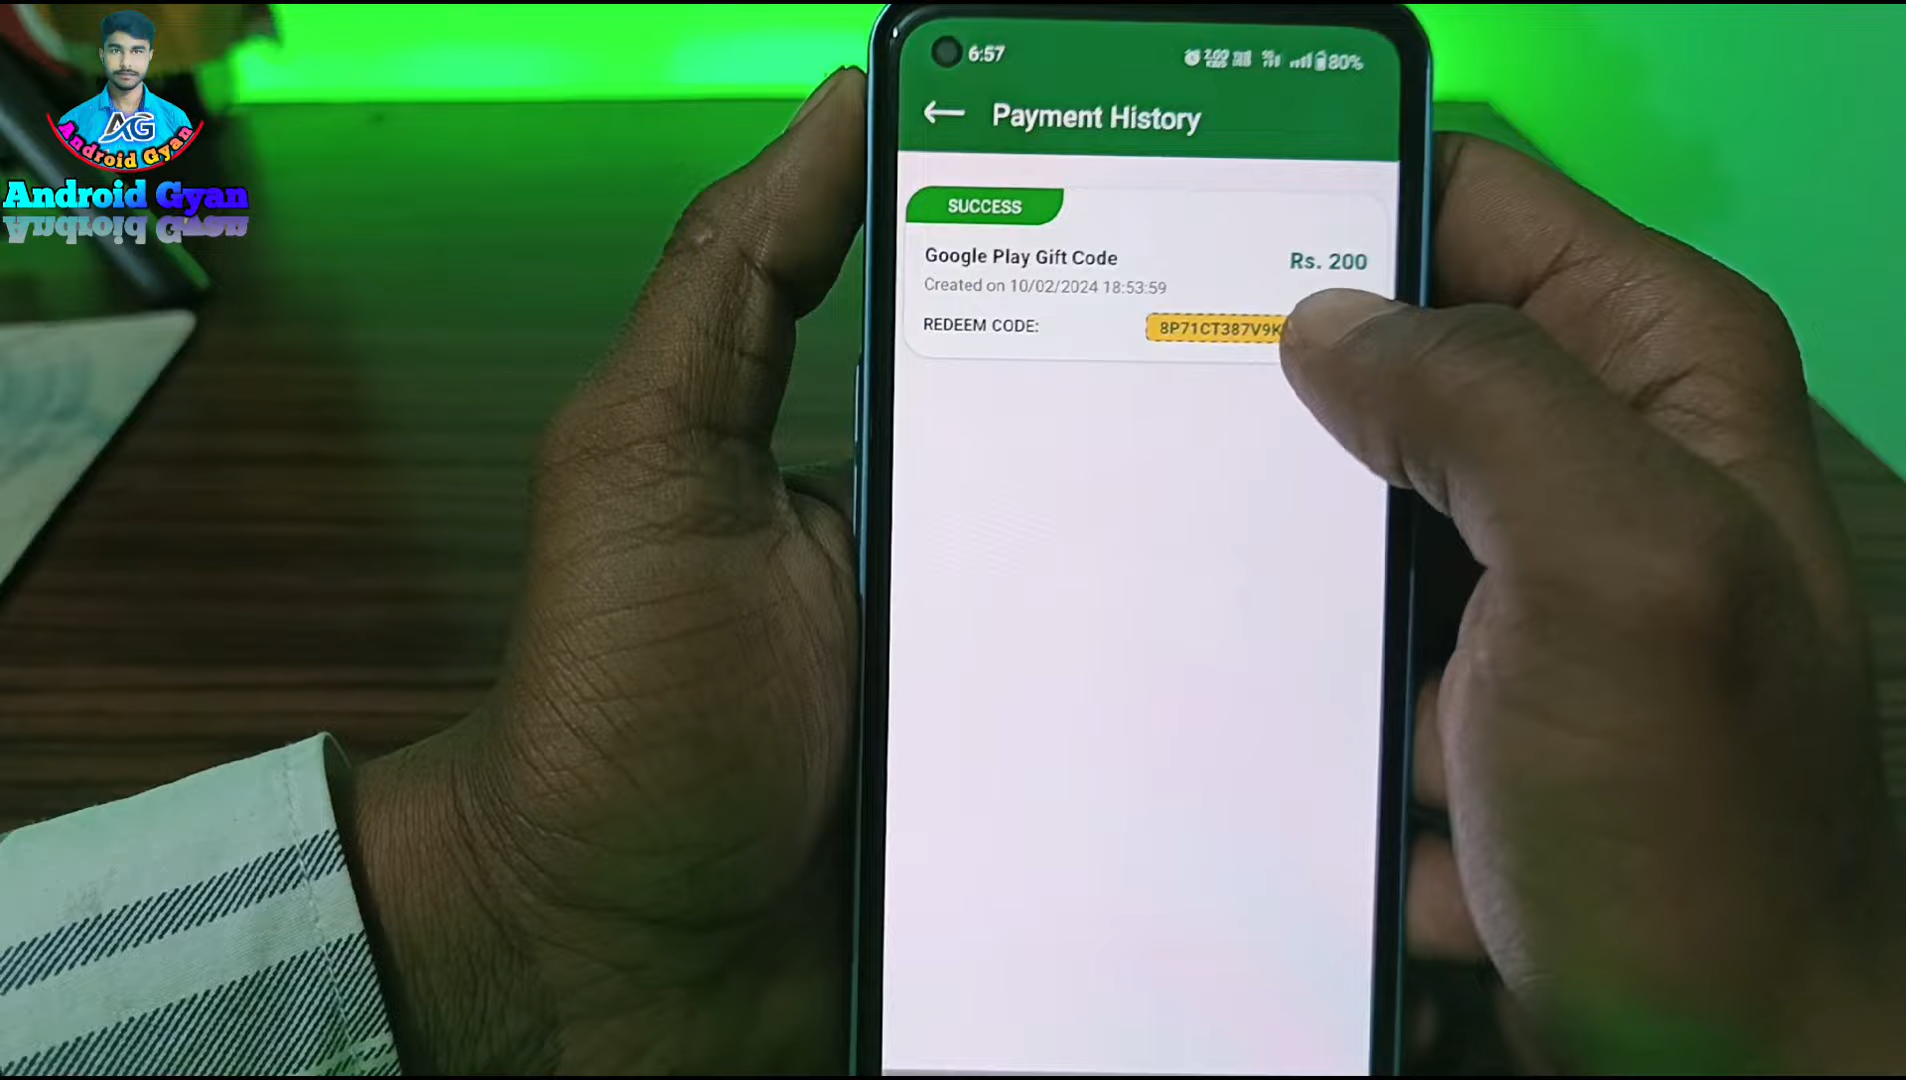 6:57
80%
Payment History
SUCCESS
Google Play Gift Code
Rs. 200
Created on 10/02/2024 18:53:59
REDEEM CODE:
8P71CT387V9K
AG
Android Gyan
Android Gyan